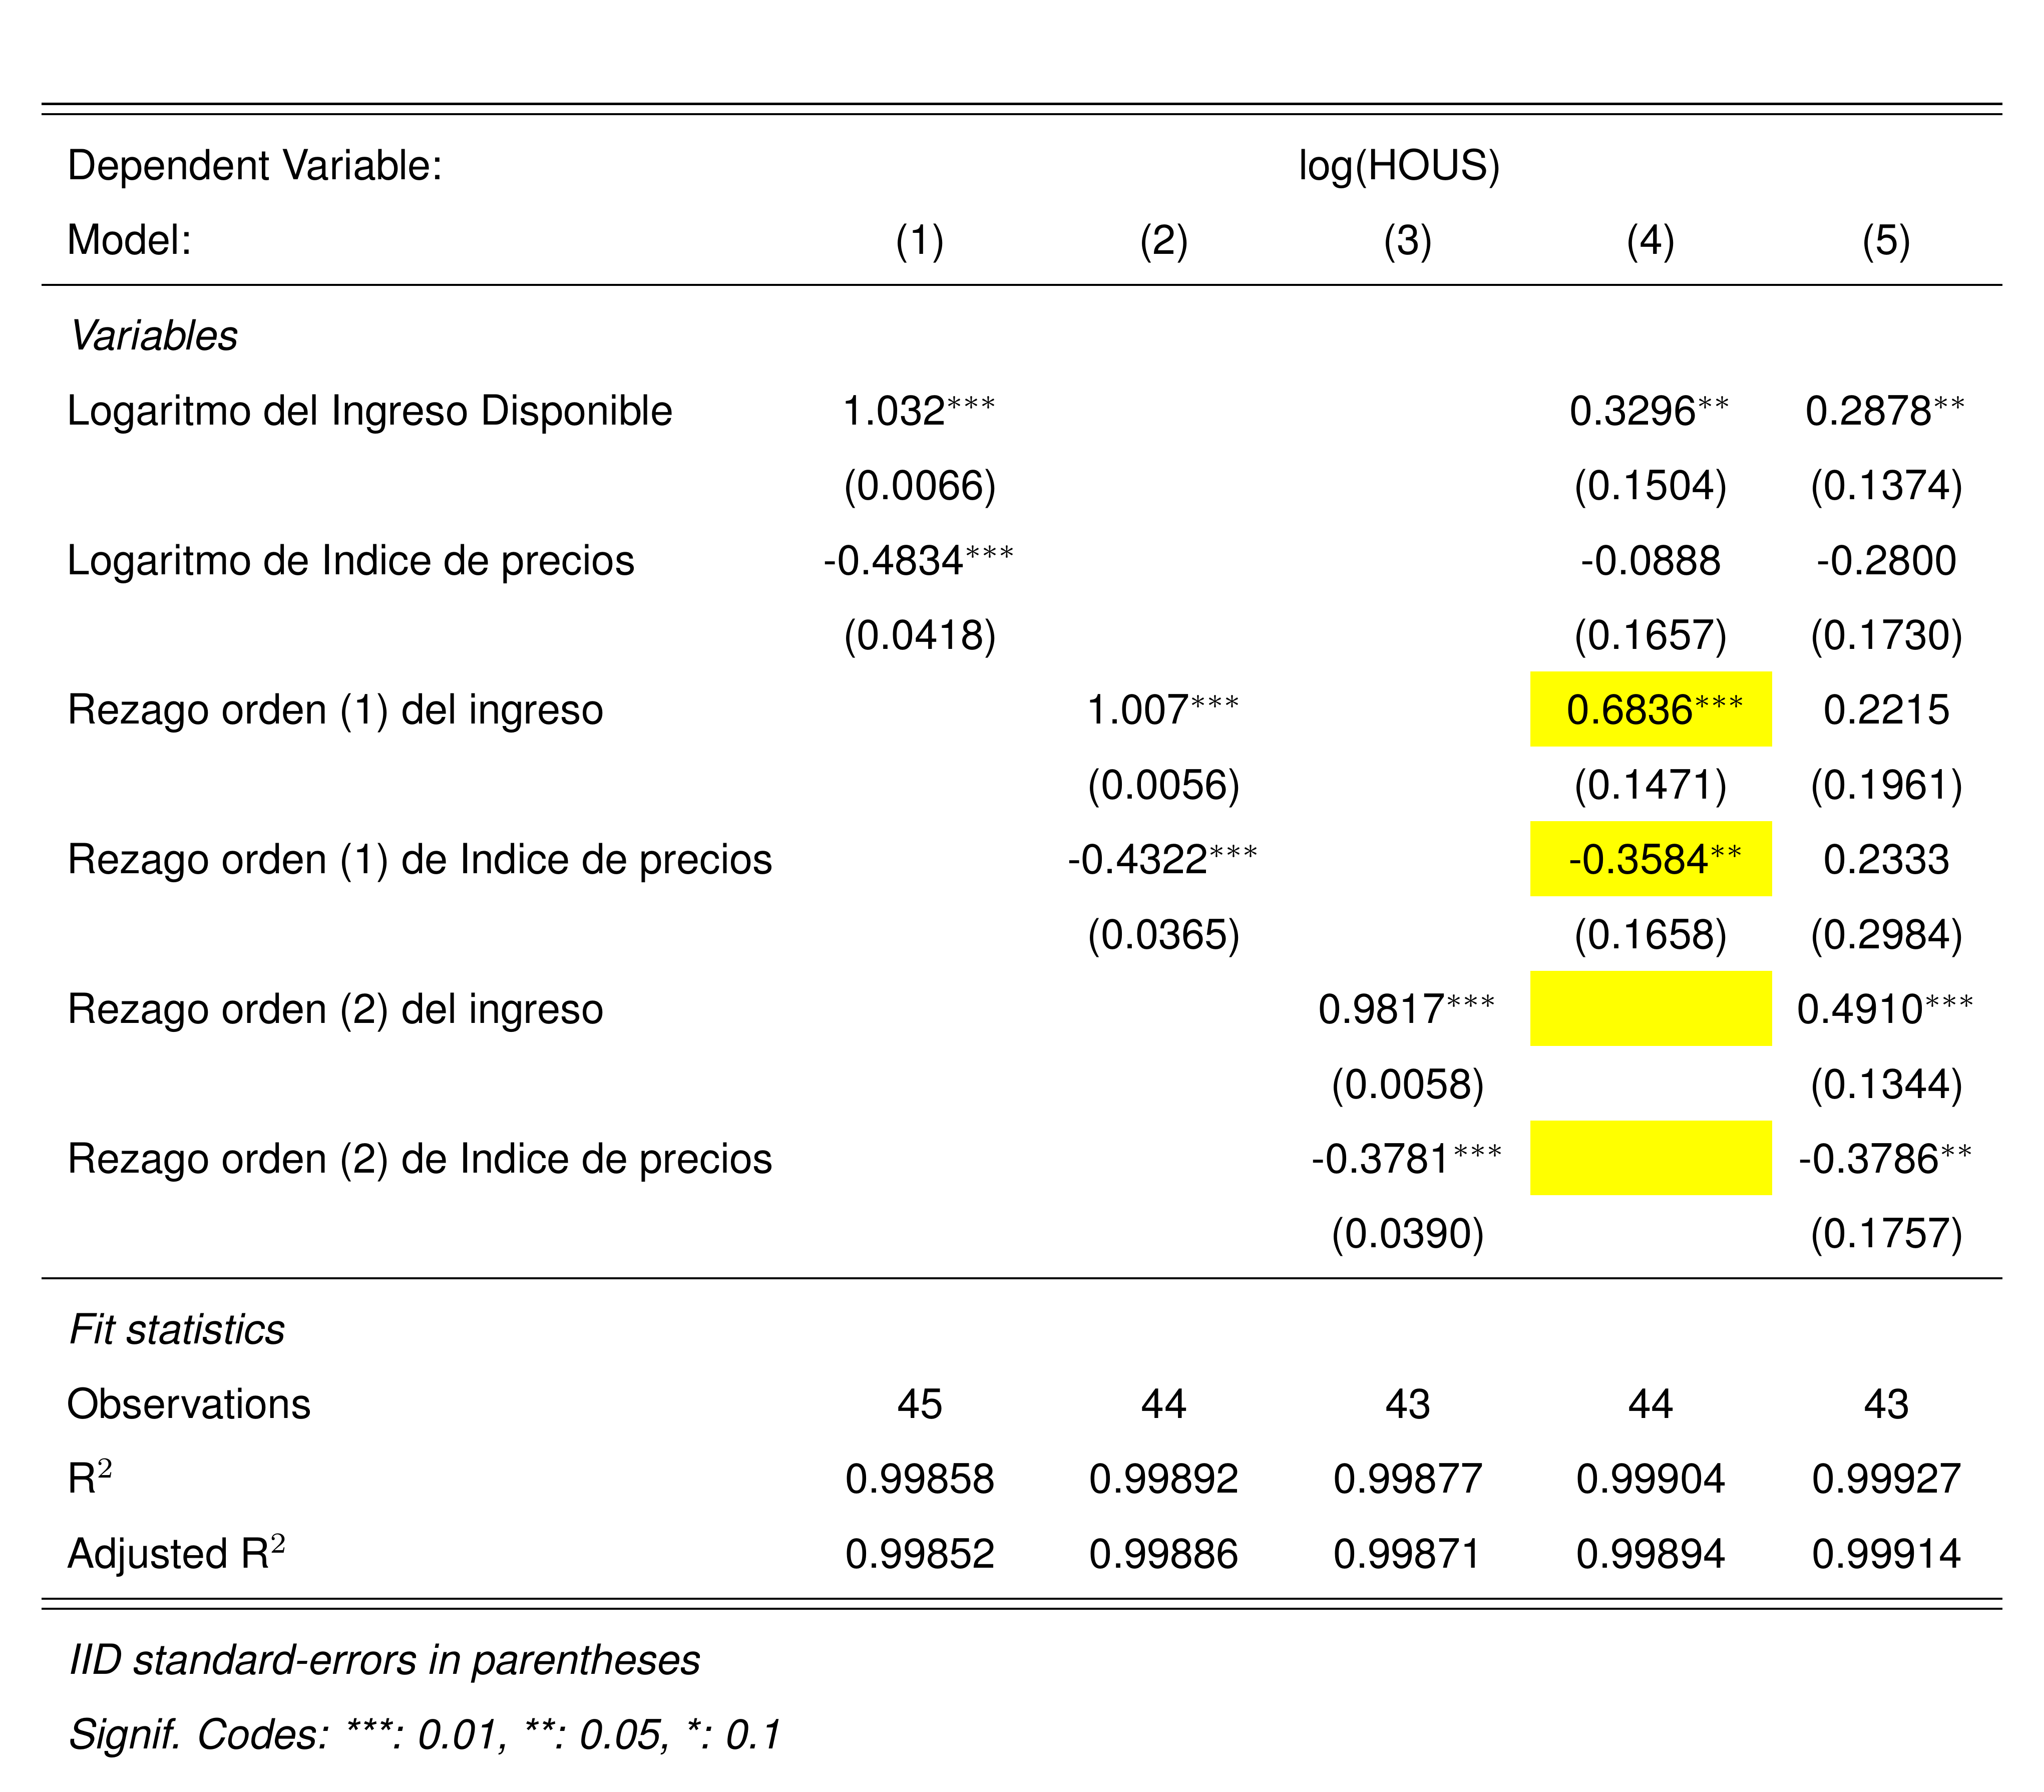 Dependent Variable: log(HOUS)
Model: (1) (2) (3) (4) (5)
Variables
Logaritmo del Ingreso Disponible 1.032*** 0.3296** 0.2878**
(0.0066) (0.1504) (0.1374)
Logaritmo de Indice de precios -0.4834*** -0.0888 -0.2800
(0.0418) (0.1657) (0.1730)
Rezago orden (1) del ingreso 1.007*** 0.6836*** 0.2215
(0.0056) (0.1471) (0.1961)
Rezago orden (1) de Indice de precios -0.4322*** -0.3584** 0.2333
(0.0365) (0.1658) (0.2984)
Rezago orden (2) del ingreso 0.9817*** 0.4910***
(0.0058) (0.1344)
Rezago orden (2) de Indice de precios -0.3781*** -0.3786**
(0.0390) (0.1757)
Fit statistics
Observations 45 44 43 44 43
R² 0.99858 0.99892 0.99877 0.99904 0.99927
Adjusted R² 0.99852 0.99886 0.99871 0.99894 0.99914
IID standard-errors in parentheses
Signif. Codes: ***: 0.01, **: 0.05, *: 0.1